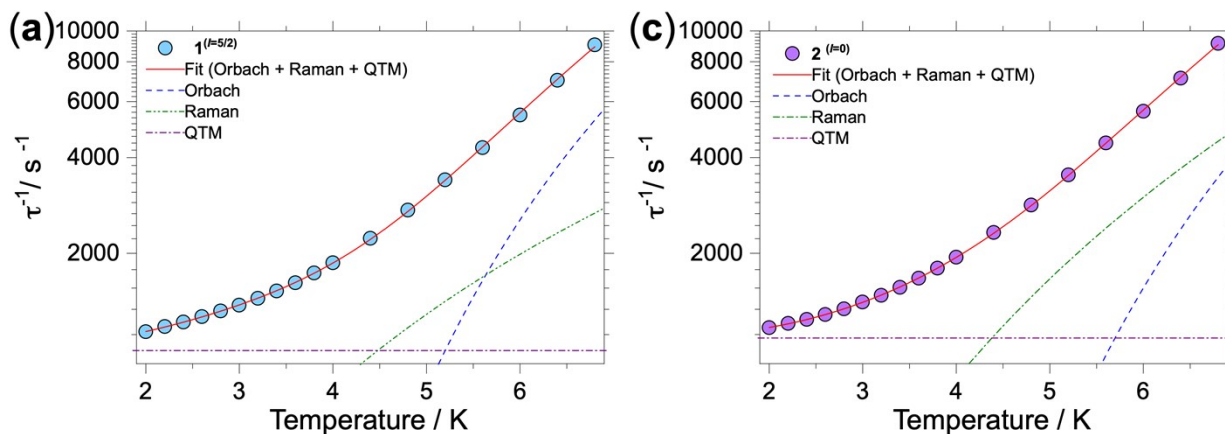 (a)
10000
8000
6000
4000
2000
τ⁻¹/ s ⁻¹
1(I=5/2)
Fit (Orbach + Raman + QTM)
Orbach
Raman
QTM
2 3 4 5 6
Temperature / K
(c)
10000
8000
6000
4000
2000
τ⁻¹/ s ⁻¹
2 (I=0)
Fit (Orbach + Raman + QTM)
Orbach
Raman
QTM
2 3 4 5 6
Temperature / K